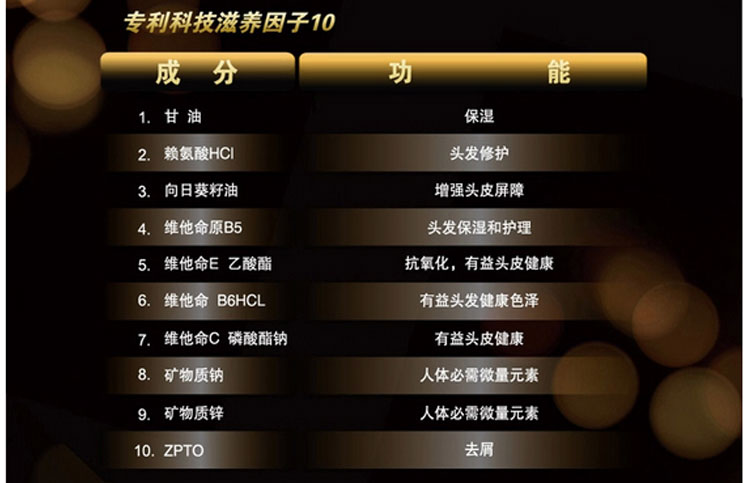 专利科技滋养因子10
成 分 功 能
1. 甘 油 保湿
2. 赖氨酸HCl 头发修护
3. 向日葵籽油 增强头皮屏障
4. 维他命原B5 头发保湿和护理
5. 维他命E 乙酸酯 抗氧化，有益头皮健康
6. 维他命 B6HCL 有益头发健康色泽
7. 维他命C 磷酸酯钠 有益头皮健康
8. 矿物质钠 人体必需微量元素
9. 矿物质锌 人体必需微量元素
10. ZPTO 去屑